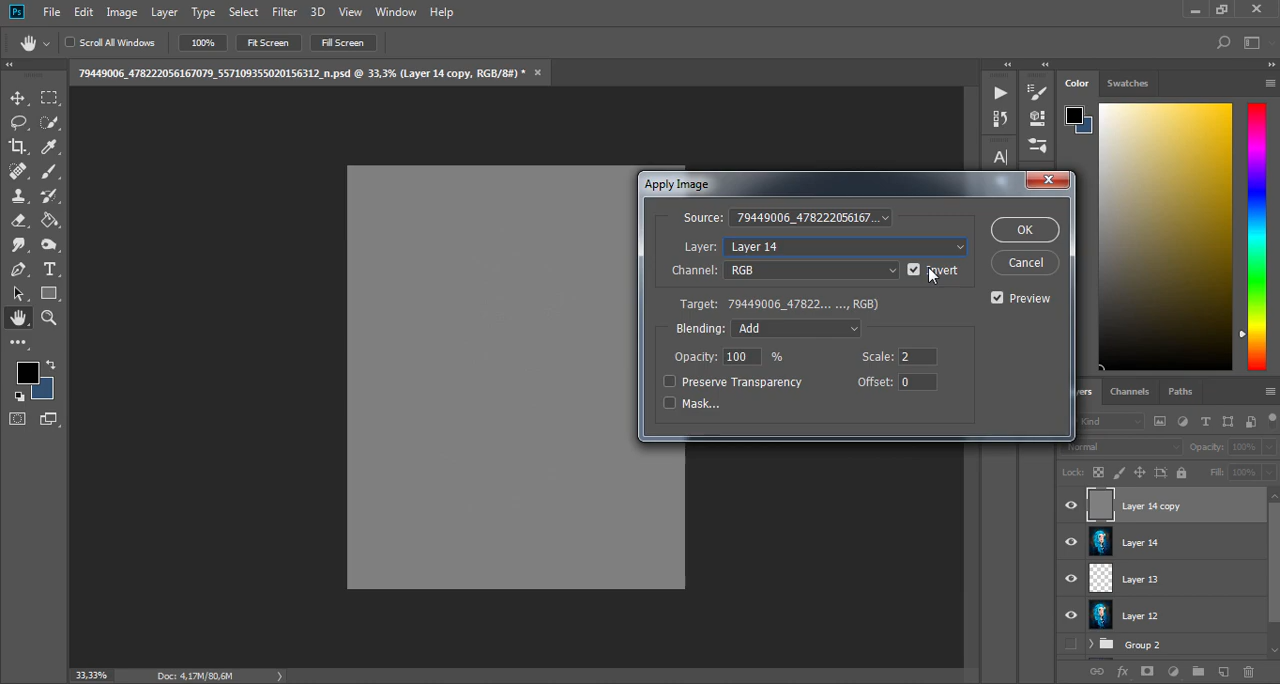 Ps File Edit Image Layer Type Select Filter 3D View Window Help
Scroll All Windows 100% Fit Screen Fill Screen
79449006_478222056167079_557109355020156312_n.psd @ 33,3% (Layer 14 copy, RGB/8#) *
Color Swatches
A
Apply Image
Source: 79449006_478222056167...
OK
Layer: Layer 14
Cancel
Channel: RGB Invert
Preview
Target: 79449006_47822... ..., RGB)
Blending: Add
Opacity: 100 % Scale: 2
Preserve Transparency Offset: 0
Mask...
T
Channels Paths
Kind
Normal Opacity: 100%
Lock: Fill: 100%
Layer 14 copy
Layer 14
Layer 13
Layer 12
Group 2
33,33% Doc: 4,17M/80,6M
fx